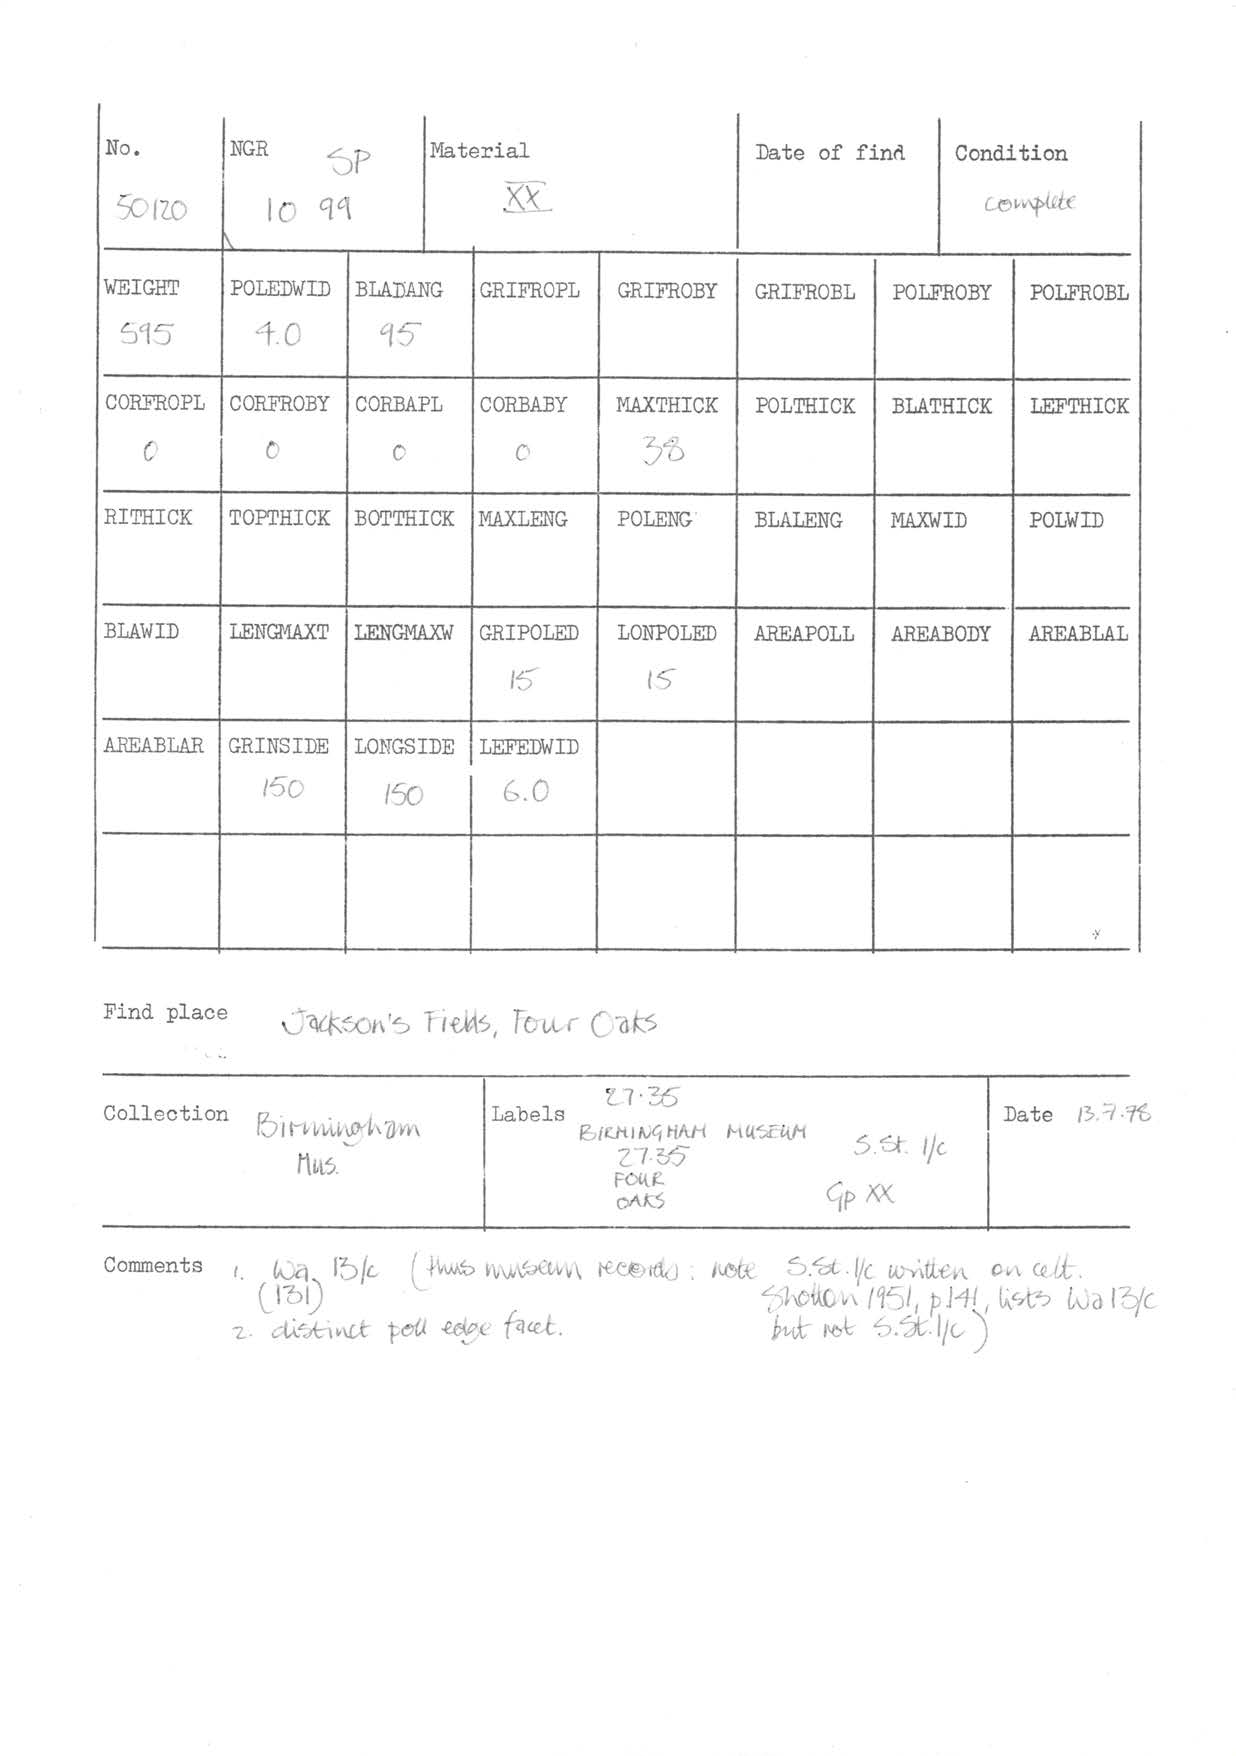 No. NGR SP Material Date of find Condition
50120 10 99 XX complete
WEIGHT POLEDWID BLADANG GRIFROPL GRIFROBY GRIFROBL POLFROBY POLFROBL
595 4.0 95
CORFROPL CORFROBY CORBAPL CORBABY MAXTHICK POLTHICK BLATHICK LEFTHICK
0 0 0 0 38
RITHICK TOPTHICK BOTTHICK MAXLENG POLENG BLALENG MAXWID POLWID
BLAWID LENGMAXT LENGMAXW GRIPOLED LONPOLED AREAPOLL AREABODY AREABLAL
15 15
AREABLAR GRINSIDE LONGSIDE LEFEDWID
150 150 6.0
Find place Jackson's Fields, Four Oaks
Collection Birmingham Mus.
Labels 27.35
BIRMINGHAM MUSEUM
27.35
FOUR
OAKS
S.St. 1/c
Gp XX
Date 13.7.78
Comments 1. Wa 13/c (thus museum records: note S.St.1/c written on celt.
(131) Shotton 1951, p141, lists Wa 13/c
2. distinct poll edge facet. but not S.St.1/c)